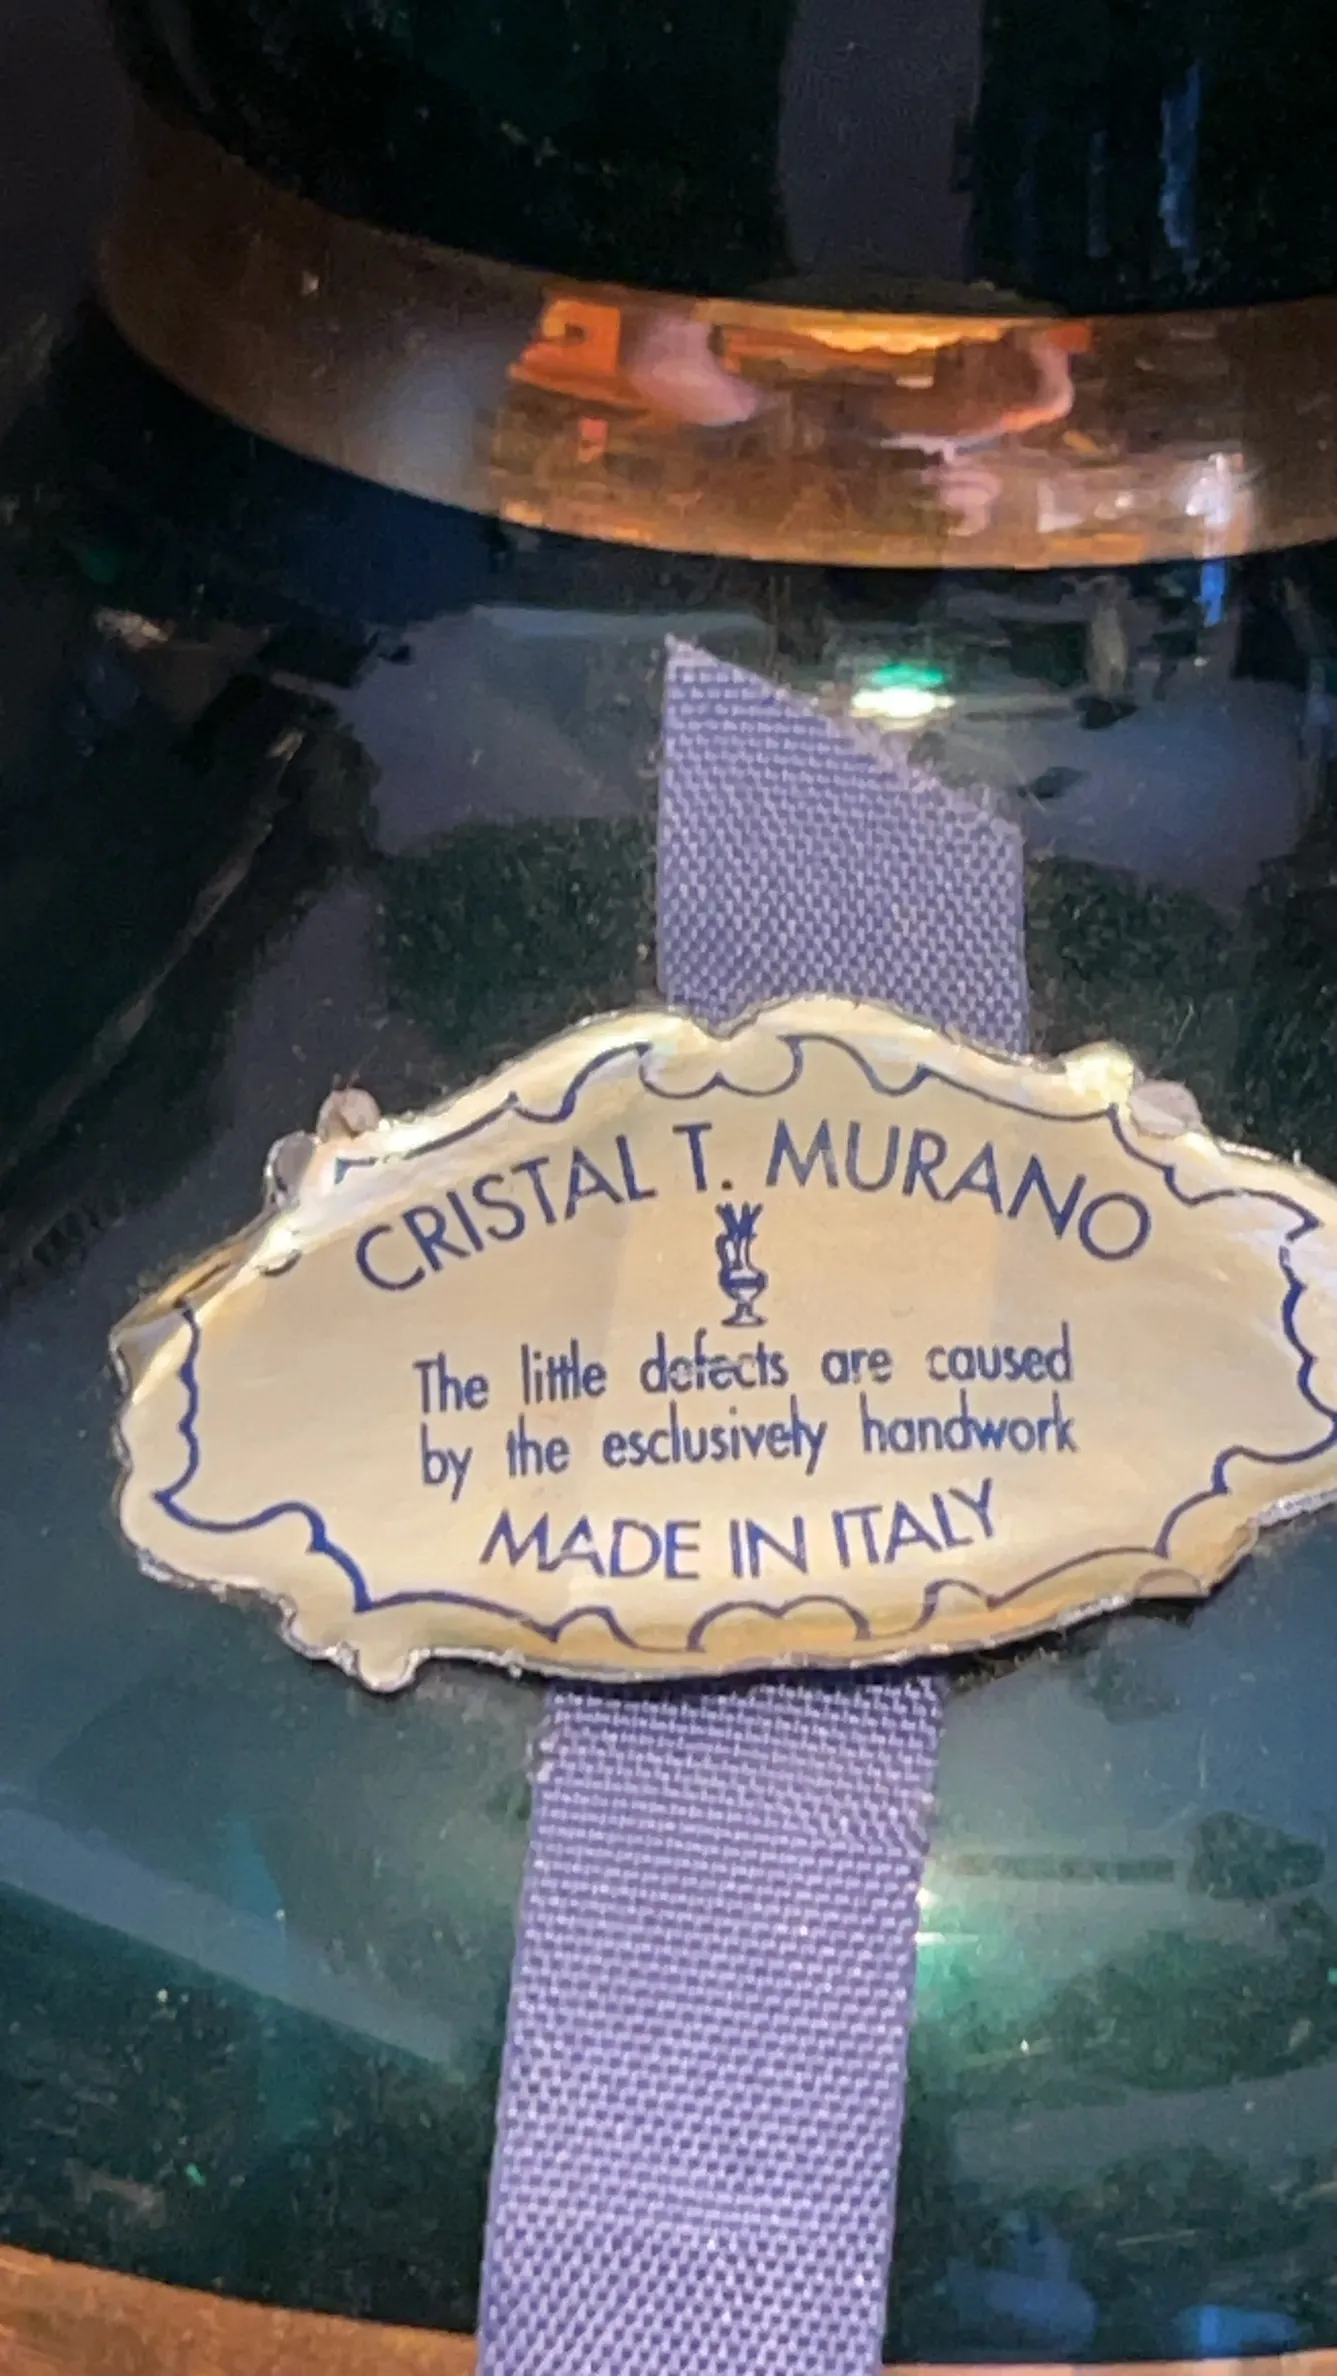 CRISTAL T. MURANO
The little defects are caused
by the esclusively handwork
MADE IN ITALY